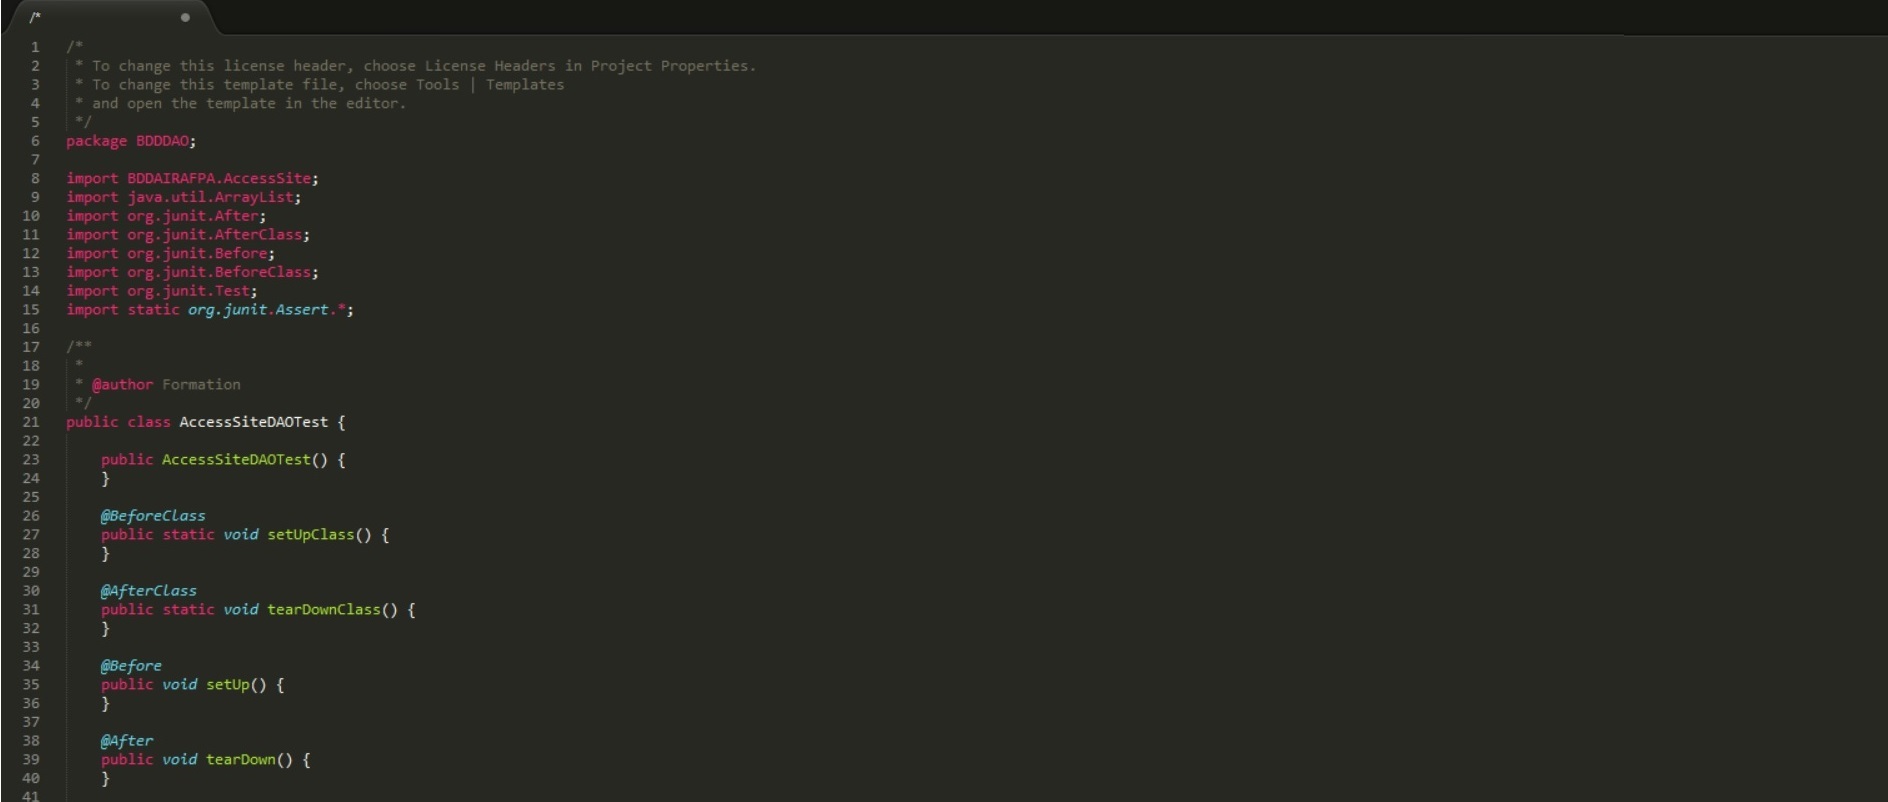 /*
1 /*
2 * To change this license header, choose License Headers in Project Properties.
3 * To change this template file, choose Tools | Templates
4 * and open the template in the editor.
5 */
6 package BDDDAO;
7
8 import BDDAIRAFPA.AccessSite;
9 import java.util.ArrayList;
10 import org.junit.After;
11 import org.junit.AfterClass;
12 import org.junit.Before;
13 import org.junit.BeforeClass;
14 import org.junit.Test;
15 import static org.junit.Assert.*;
16
17 /**
18 *
19 * @author Formation
20 */
21 public class AccessSiteDAOTest {
22
23 public AccessSiteDAOTest() {
24 }
25
26 @BeforeClass
27 public static void setUpClass() {
28 }
29
30 @AfterClass
31 public static void tearDownClass() {
32 }
33
34 @Before
35 public void setUp() {
36 }
37
38 @After
39 public void tearDown() {
40 }
41